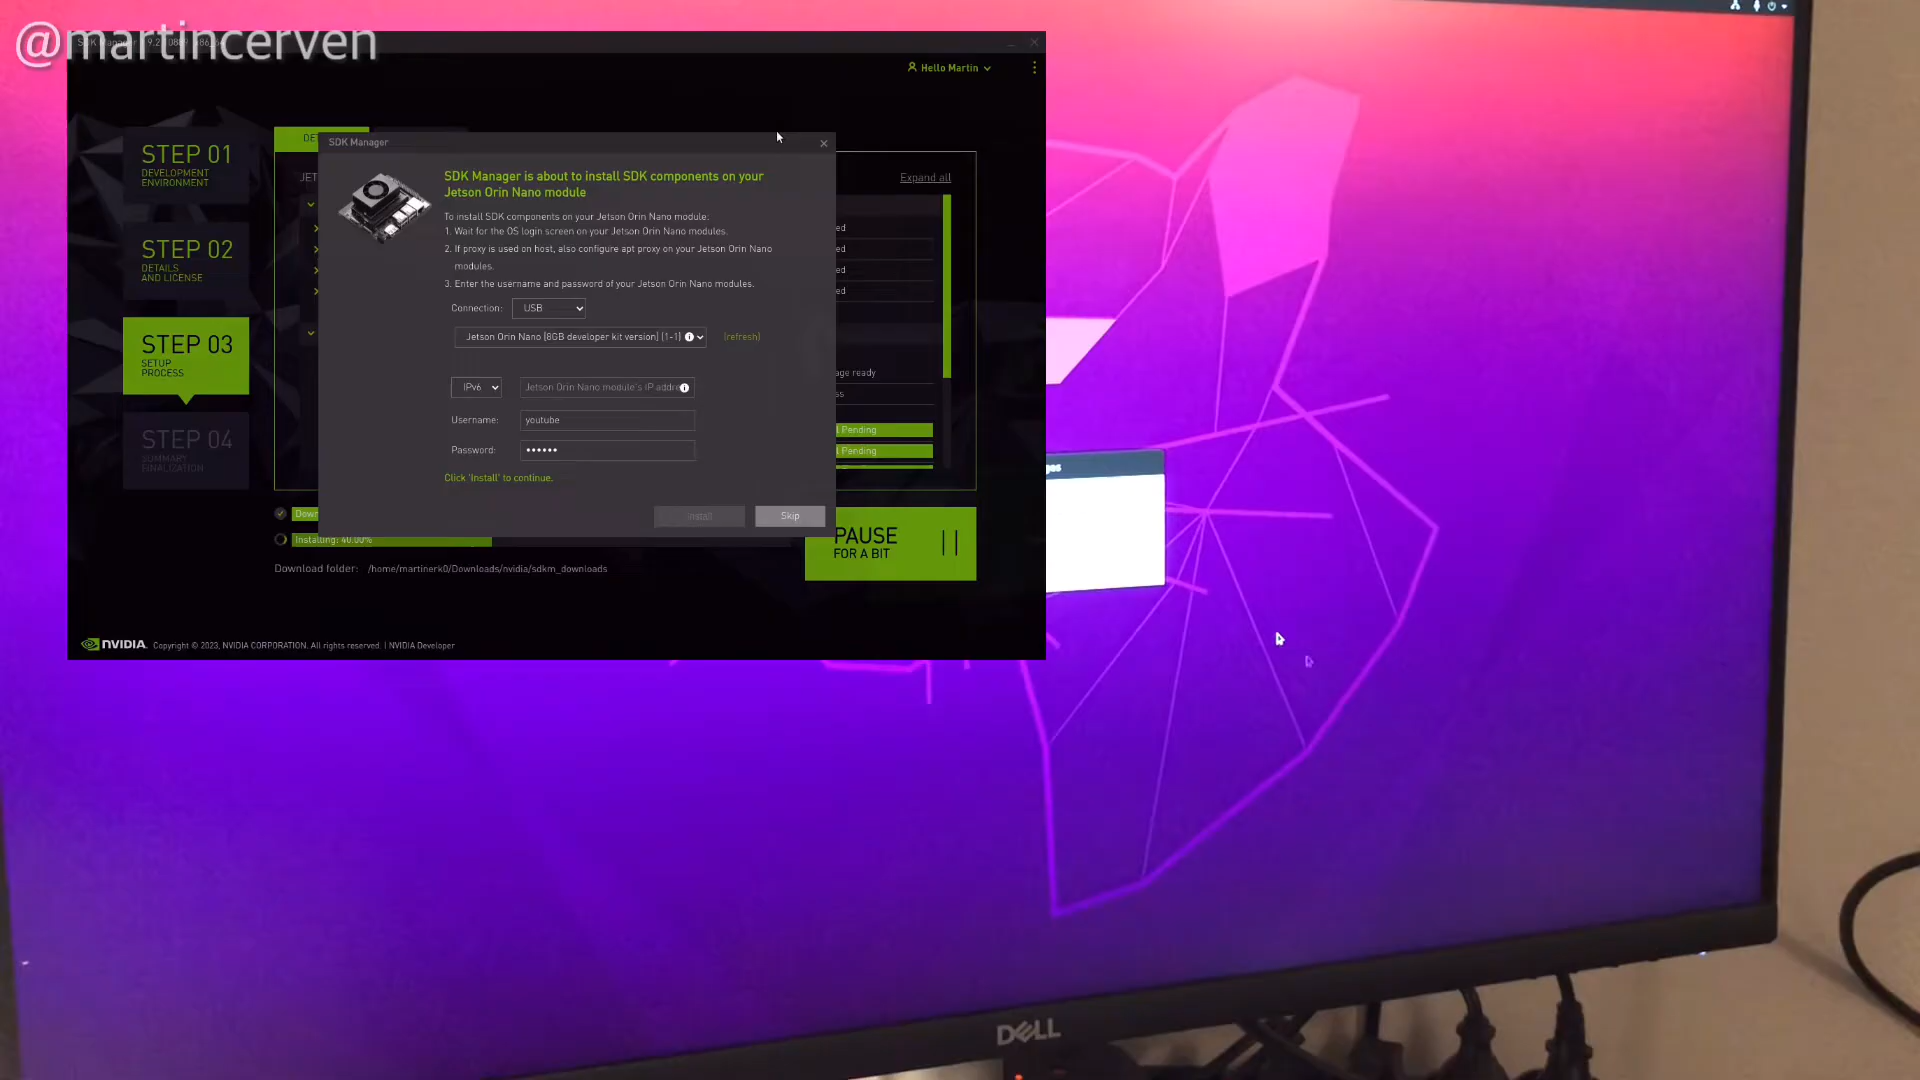 @martincerven
Hello Martin
STEP 01
DEVELOPMENT
ENVIRONMENT
STEP 02
DETAILS
AND LICENSE
STEP 03
SETUP
PROCESS
STEP 04
SUMMARY
FINALIZATION
Expand all
SDK Manager
SDK Manager is about to install SDK components on your
Jetson Orin Nano module
To install SDK components on your Jetson Orin Nano module:
1. Wait for the OS login screen on your Jetson Orin Nano modules.
2. If proxy is used on host, also configure apt proxy on your Jetson Orin Nano
modules.
3. Enter the username and password of your Jetson Orin Nano modules.
Connection: USB
Jetson Orin Nano [8GB developer kit version] (1-1)
(refresh)
IPv6 Jetson Orin Nano module's IP addre
Username: youtube
Password: ••••••
Click 'Install' to continue.
Install Skip
age ready
Pending
Pending
Installing: 40.00%
PAUSE
FOR A BIT
Download folder: /home/martinerk0/Downloads/nvidia/sdkm_downloads
NVIDIA. Copyright © 2023, NVIDIA CORPORATION. All rights reserved. | NVIDIA Developer
DELL